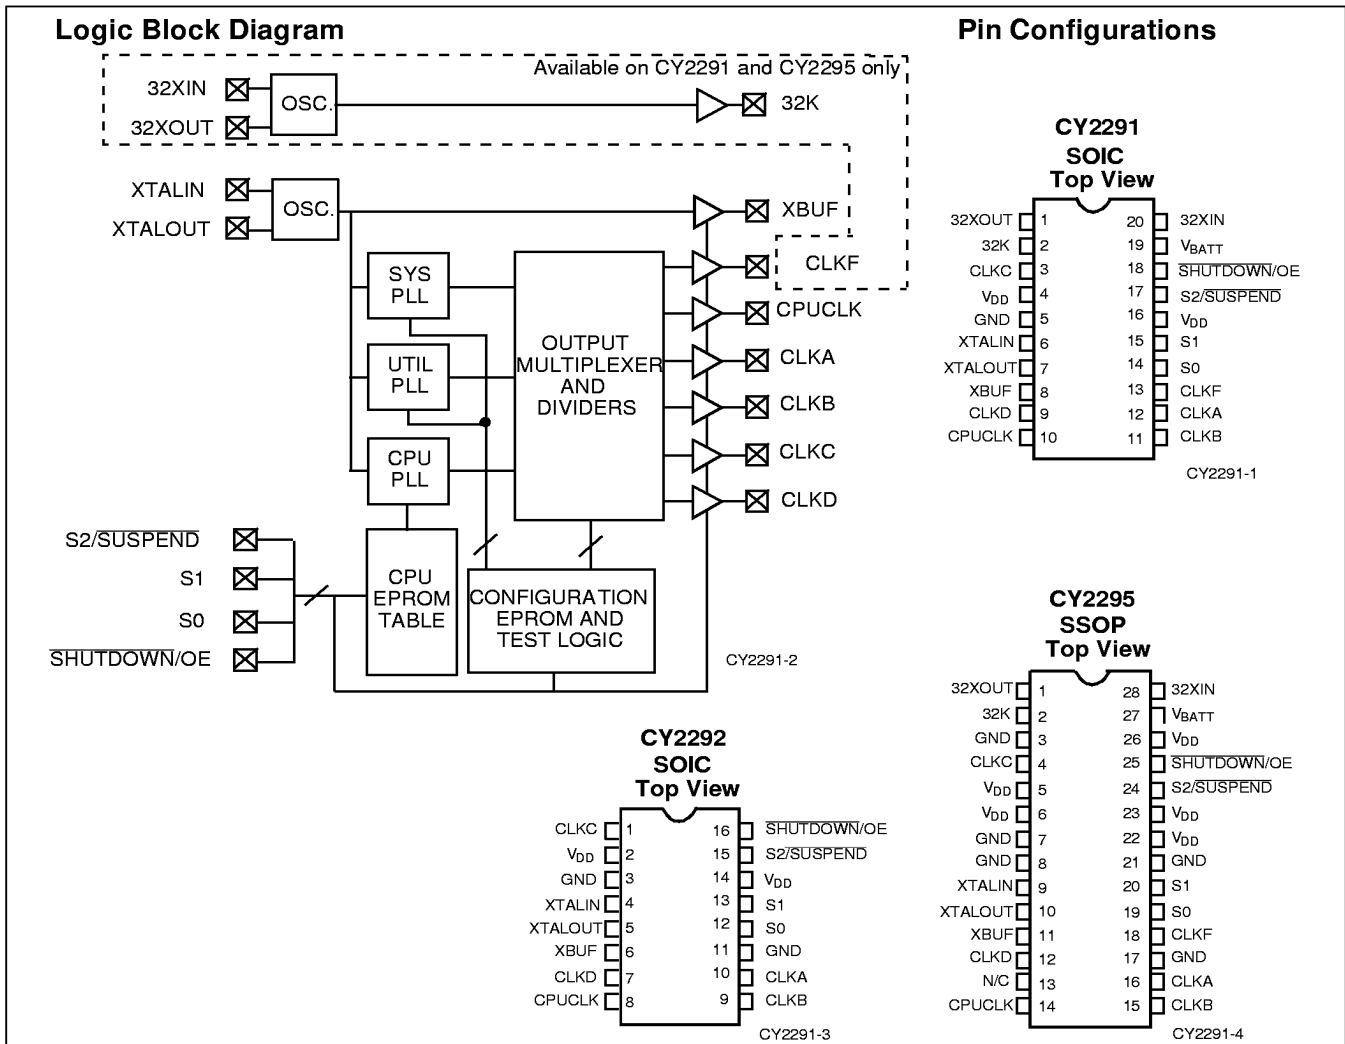 Logic Block Diagram
Pin Configurations
Available on CY2291 and CY2295 only
32XIN
32XOUT
OSC.
32K
XTALIN
XTALOUT
OSC.
XBUF
CLKF
CPUCLK
CLKA
CLKB
CLKC
CLKD
SYS
PLL
UTIL
PLL
CPU
PLL
OUTPUT
MULTIPLEXER
AND
DIVIDERS
S2/SUSPEND
S1
S0
SHUTDOWN/OE
CPU
EPROM
TABLE
CONFIGURATION
EPROM AND
TEST LOGIC
CY2291-2
CY2291
SOIC
Top View
32XOUT 1 20 32XIN
32K 2 19 VBATT
CLKC 3 18 SHUTDOWN/OE
VDD 4 17 S2/SUSPEND
GND 5 16 VDD
XTALIN 6 15 S1
XTALOUT 7 14 S0
XBUF 8 13 CLKF
CLKD 9 12 CLKA
CPUCLK 10 11 CLKB
CY2291-1
CY2292
SOIC
Top View
CLKC 1 16 SHUTDOWN/OE
VDD 2 15 S2/SUSPEND
GND 3 14 VDD
XTALIN 4 13 S1
XTALOUT 5 12 S0
XBUF 6 11 GND
CLKD 7 10 CLKA
CPUCLK 8 9 CLKB
CY2291-3
CY2295
SSOP
Top View
32XOUT 1 28 32XIN
32K 2 27 VBATT
GND 3 26 VDD
CLKC 4 25 SHUTDOWN/OE
VDD 5 24 S2/SUSPEND
VDD 6 23 VDD
GND 7 22 VDD
GND 8 21 GND
XTALIN 9 20 S1
XTALOUT 10 19 S0
XBUF 11 18 CLKF
CLKD 12 17 GND
N/C 13 16 CLKA
CPUCLK 14 15 CLKB
CY2291-4